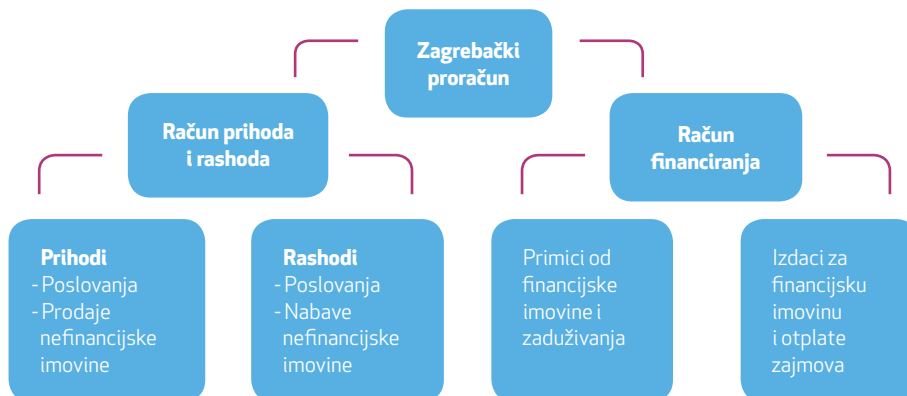 Zagrebački
proračun
Račun prihoda
i rashoda
Račun
financiranja
Prihodi
- Poslovanja
- Prodaje
nefinancijske
imovine
Rashodi
- Poslovanja
- Nabave
nefinancijske
imovine
Primici od
financijske
imovine i
zaduživanja
Izdaci za
financijsku
imovinu
i otplate
zajmova